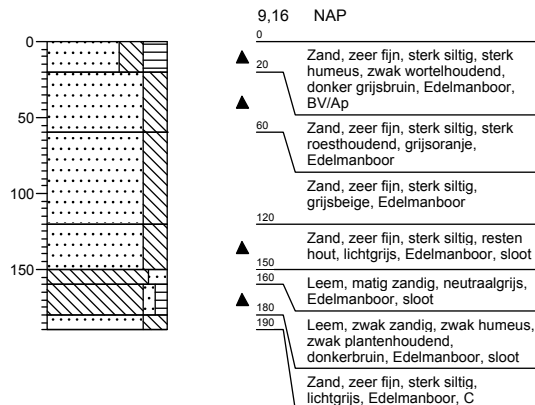 9,16 NAP
0
0
Zand, zeer fijn, sterk siltig, sterk
humeus, zwak wortelhoudend,
donker grijsbruin, Edelmanboor,
BV/Ap
20
50
Zand, zeer fijn, sterk siltig, sterk
roesthoudend, grijsoranje,
Edelmanboor
60
Zand, zeer fijn, sterk siltig,
grijsbeige, Edelmanboor
100
120
Zand, zeer fijn, sterk siltig, resten
hout, lichtgrijs, Edelmanboor, sloot
150
150
Leem, matig zandig, neutraalgrijs,
Edelmanboor, sloot
160
Leem, zwak zandig, zwak humeus,
zwak plantenhoudend,
donkerbruin, Edelmanboor, sloot
180
190
Zand, zeer fijn, sterk siltig,
lichtgrijs, Edelmanboor, C